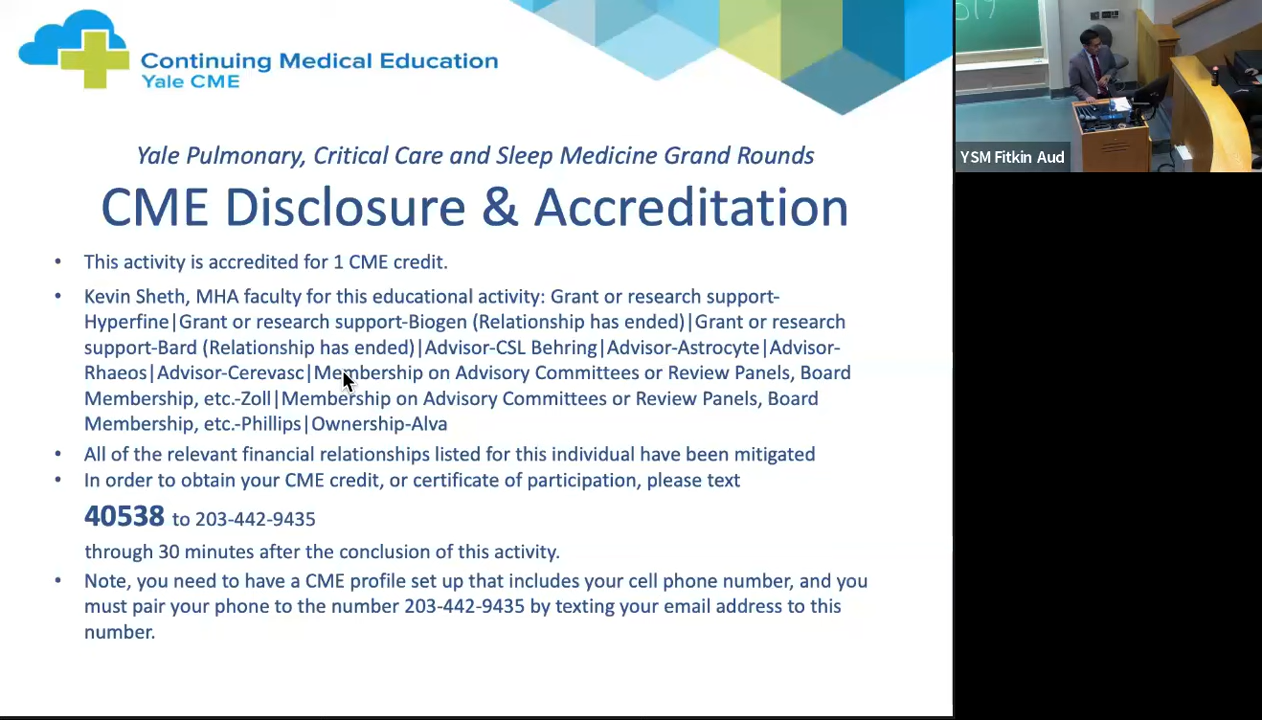 Continuing Medical Education
Yale CME
Yale Pulmonary, Critical Care and Sleep Medicine Grand Rounds
CME Disclosure & Accreditation
• This activity is accredited for 1 CME credit.
• Kevin Sheth, MHA faculty for this educational activity: Grant or research support-
Hyperfine|Grant or research support-Biogen (Relationship has ended)|Grant or research
support-Bard (Relationship has ended)|Advisor-CSL Behring|Advisor-Astrocyte|Advisor-
Rhaeos|Advisor-Cerevasc|Membership on Advisory Committees or Review Panels, Board
Membership, etc.-Zoll|Membership on Advisory Committees or Review Panels, Board
Membership, etc.-Phillips|Ownership-Alva
• All of the relevant financial relationships listed for this individual have been mitigated
• In order to obtain your CME credit, or certificate of participation, please text
40538 to 203-442-9435
through 30 minutes after the conclusion of this activity.
• Note, you need to have a CME profile set up that includes your cell phone number, and you
must pair your phone to the number 203-442-9435 by texting your email address to this
number.
YSM Fitkin Aud